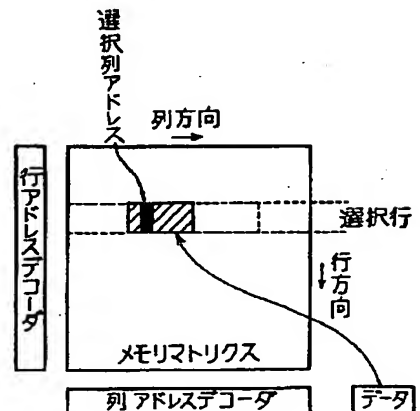 選択列アドレス
列方向
行アドレスデコーダ
選択行
行方向
メモリマトリクス
列アドレスデコーダ
データ